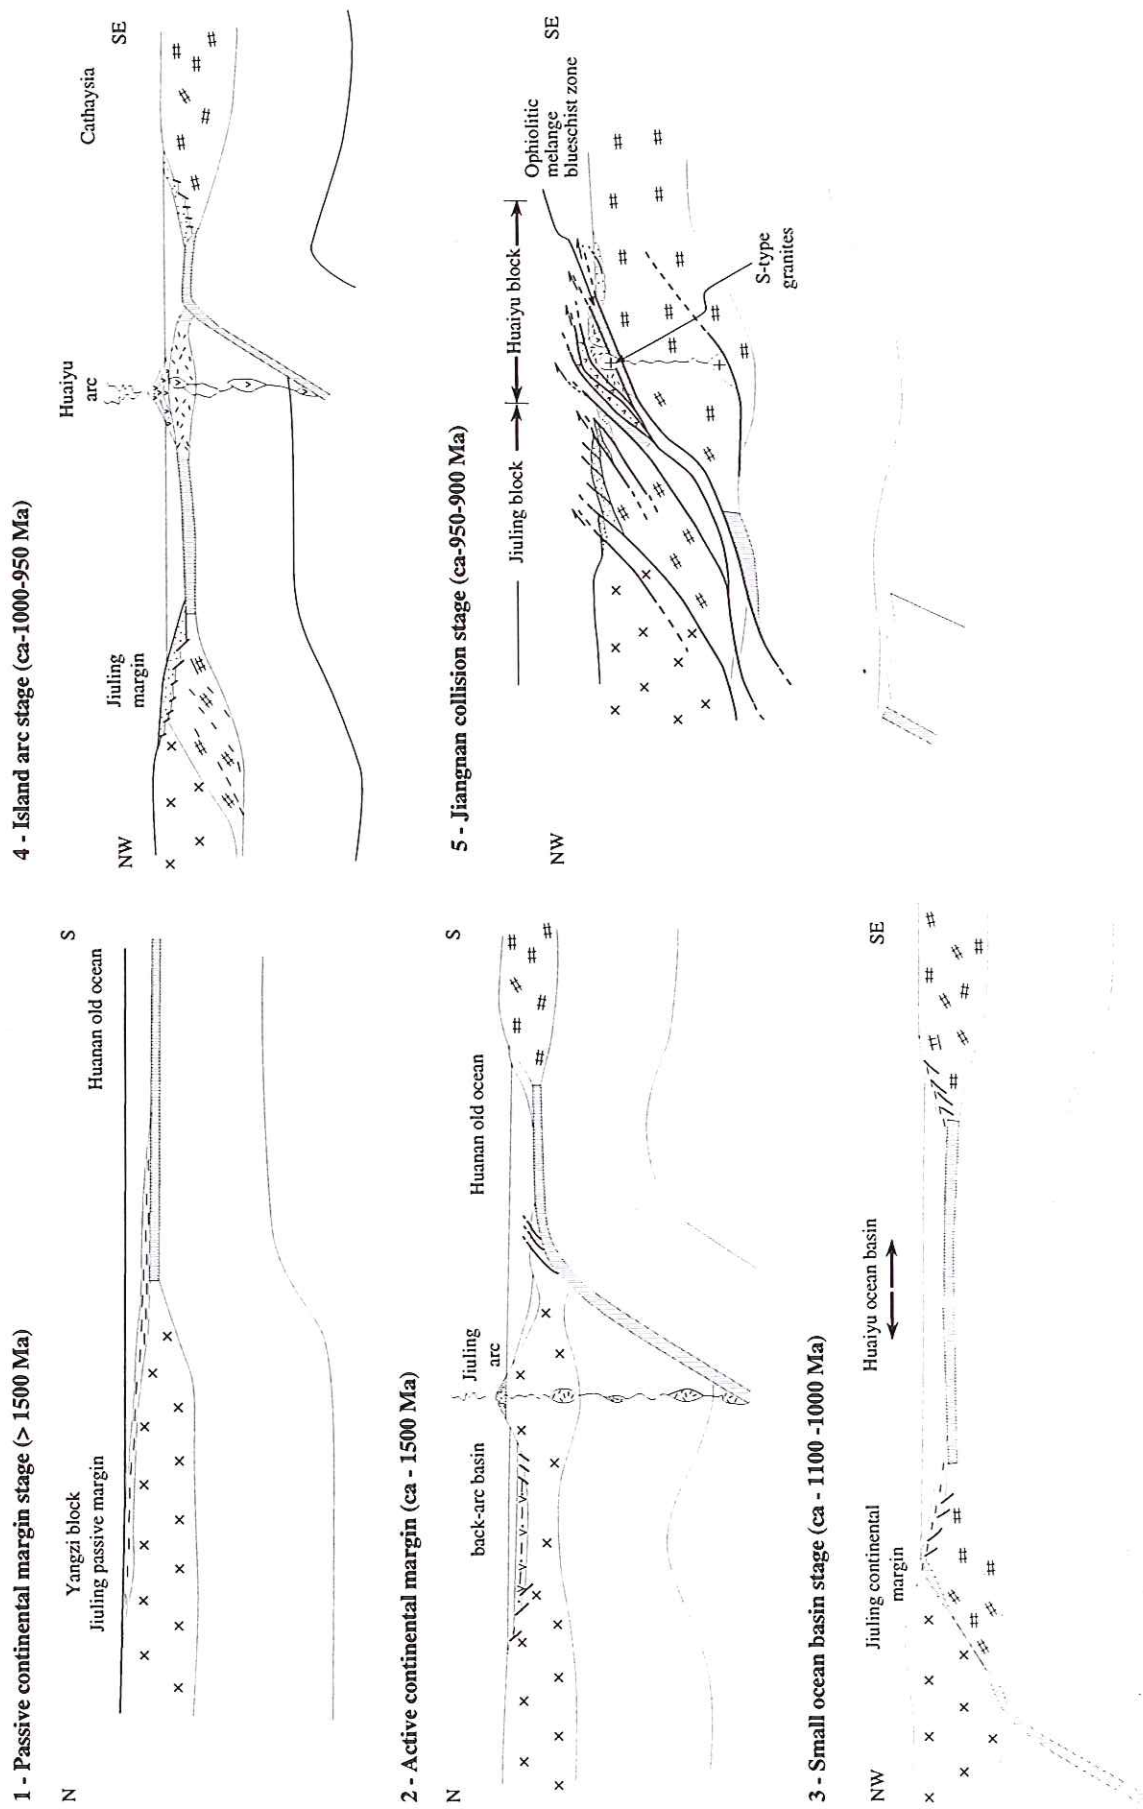 1 - Passive continental margin stage (> 1500 Ma)
N
S
Yangzi block
Jiuling passive margin
Huanan old ocean
2 - Active continental margin (ca - 1500 Ma)
N
S
back-arc basin
Jiuling
arc
Huanan old ocean
3 - Small ocean basin stage (ca - 1100 -1000 Ma)
NW
SE
Jiuling continental
margin
Huaiyu ocean basin
4 - Island arc stage (ca-1000-950 Ma)
NW
SE
Jiuling
margin
Huaiyu
arc
Cathaysia
5 - Jiangnan collision stage (ca-950-900 Ma)
NW
SE
Jiuling block
Huaiyu block
Ophiolitic
melange
blueschist zone
S-type
granites